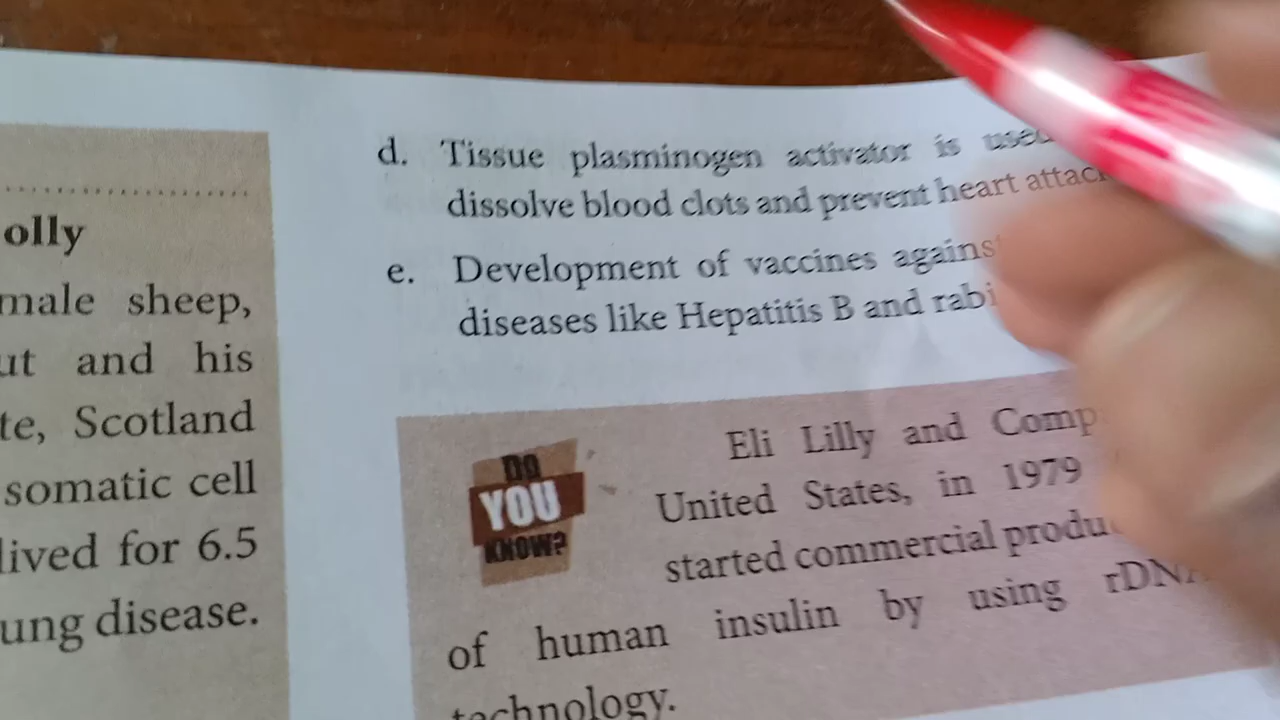 olly
male sheep,
ut and his
te, Scotland
somatic cell
lived for 6.5
ung disease.
d. Tissue plasminogen activator is used
dissolve blood clots and prevent heart attac
e. Development of vaccines agains
diseases like Hepatitis B and rabi
DO
YOU
KNOW?
Eli Lilly and Comp
United States, in 1979
started commercial produ
of human insulin by using rDNA
technology.